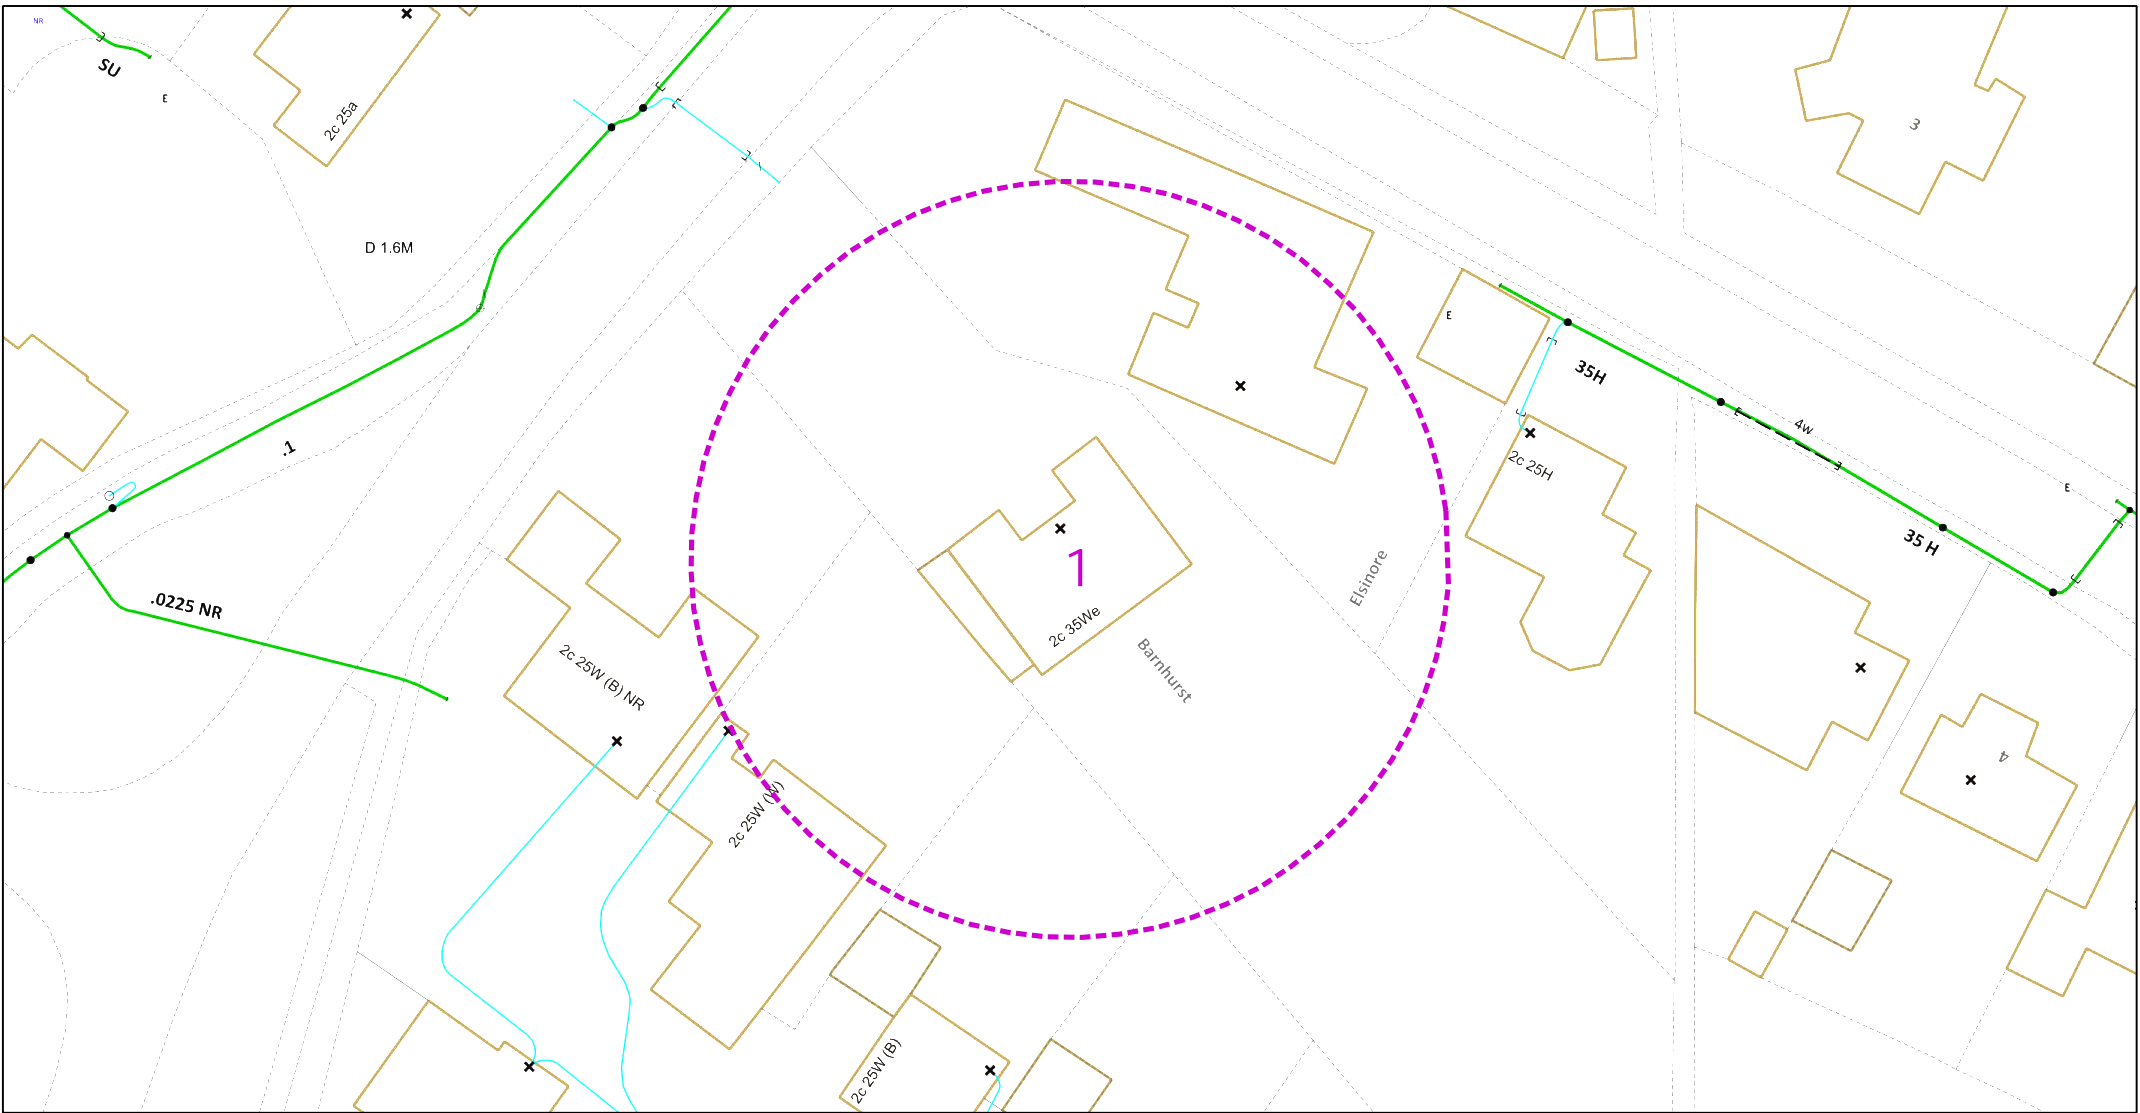 NR
SU
E
2c 25a
D 1.6M
3
E
35H
4w
2c 25H
.1
E
35 H
.0225 NR
1
2c 35We
Elsinore
Barnhurst
2c 25W (B) NR
2c 25W (W)
4
2c 25W (B)